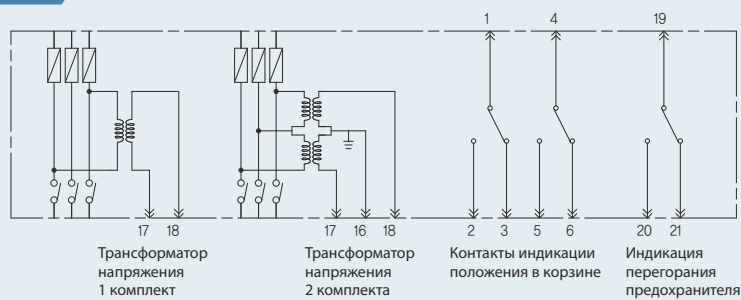 1 4 19
17 18 17 16 18 2 3 5 6 20 21
Трансформатор
напряжения
1 комплект
Трансформатор
напряжения
2 комплекта
Контакты индикации
положения в корзине
Индикация
перегорания
предохранителя